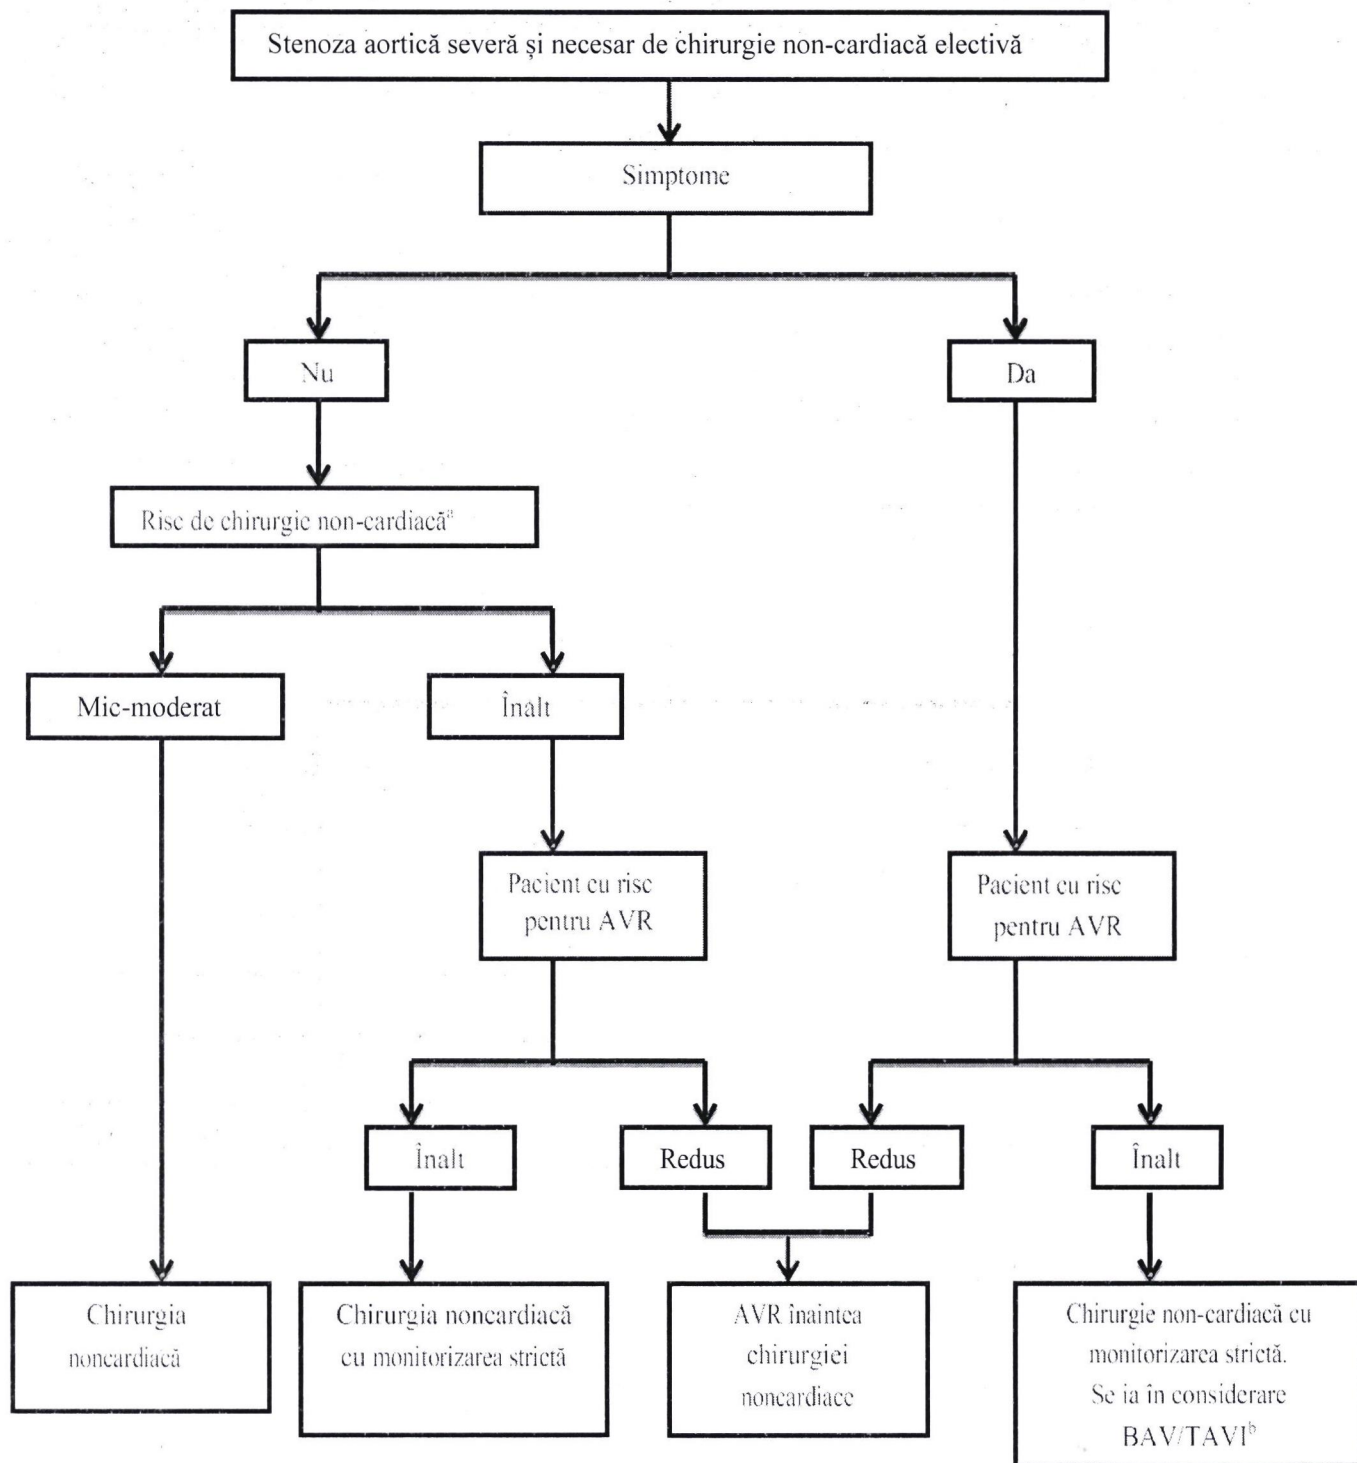 Stenoza aortică severă și necesar de chirurgie non-cardiacă electivă
Simptome
Nu
Da
Risc de chirurgie non-cardiacăᵃ
Mic-moderat
Înalt
Pacient cu risc
pentru AVR
Pacient cu risc
pentru AVR
Înalt
Redus
Redus
Înalt
Chirurgia
noncardiacă
Chirurgia noncardiacă
cu monitorizarea strictă
AVR înaintea
chirurgiei
noncardiace
Chirurgie non-cardiacă cu
monitorizarea strictă.
Se ia în considerare
BAV/TAVIᵇ